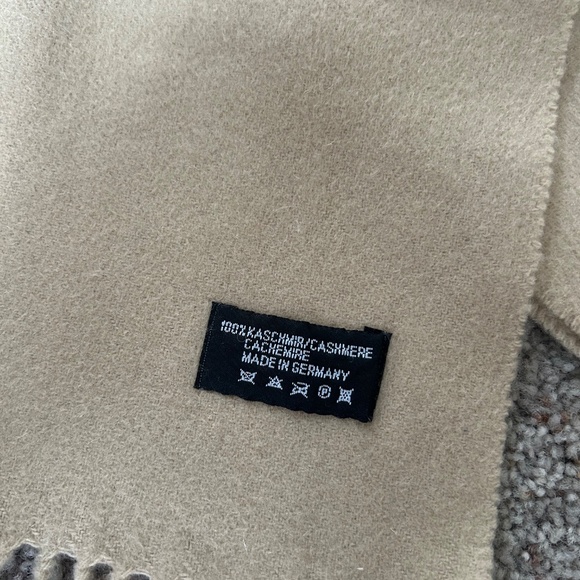 100% KASCHMIR/CASHMERE
CACHEMIRE
MADE IN GERMANY
P